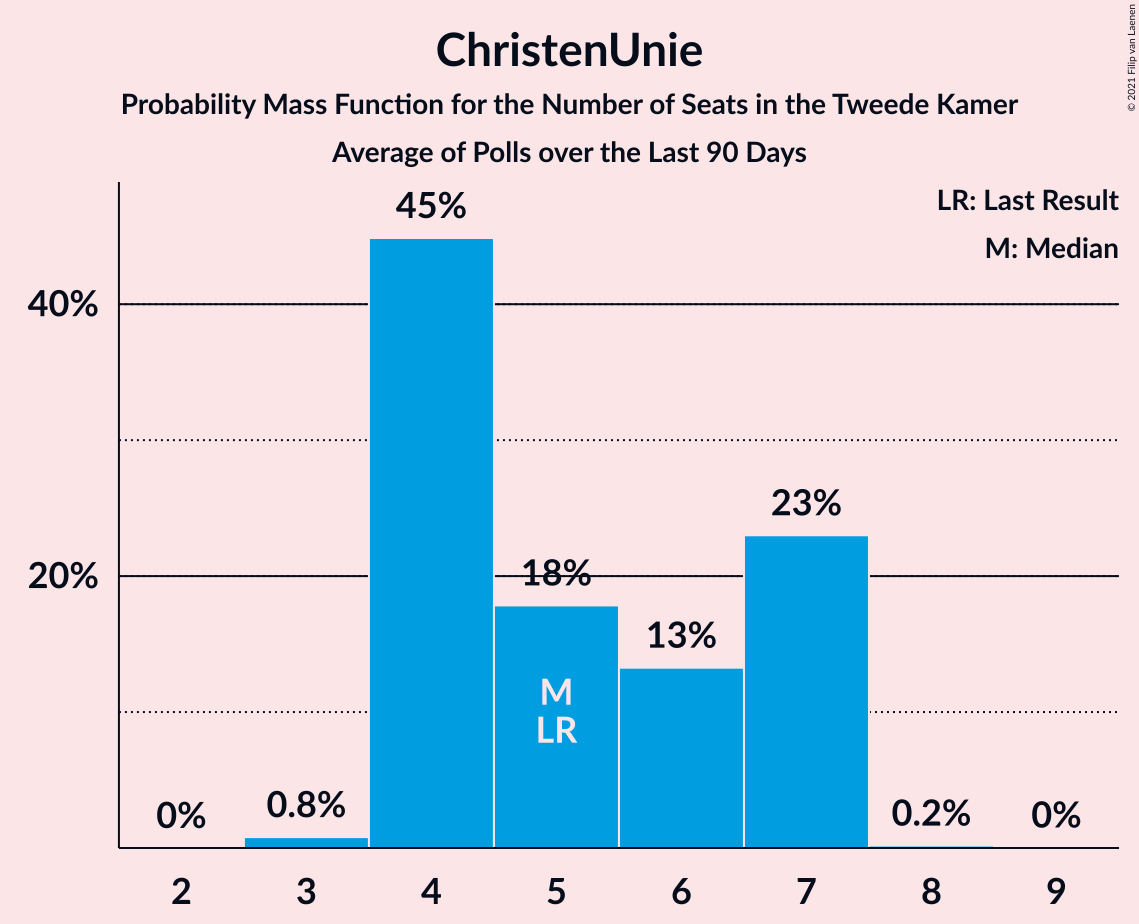 ChristenUnie
Probability Mass Function for the Number of Seats in the Tweede Kamer
Average of Polls over the Last 90 Days
© 2021 Filip van Laenen
LR: Last Result
M: Median
45%
40%
23%
20%
18%
13%
M
LR
0%
0.8%
0.2%
0%
2 3 4 5 6 7 8 9